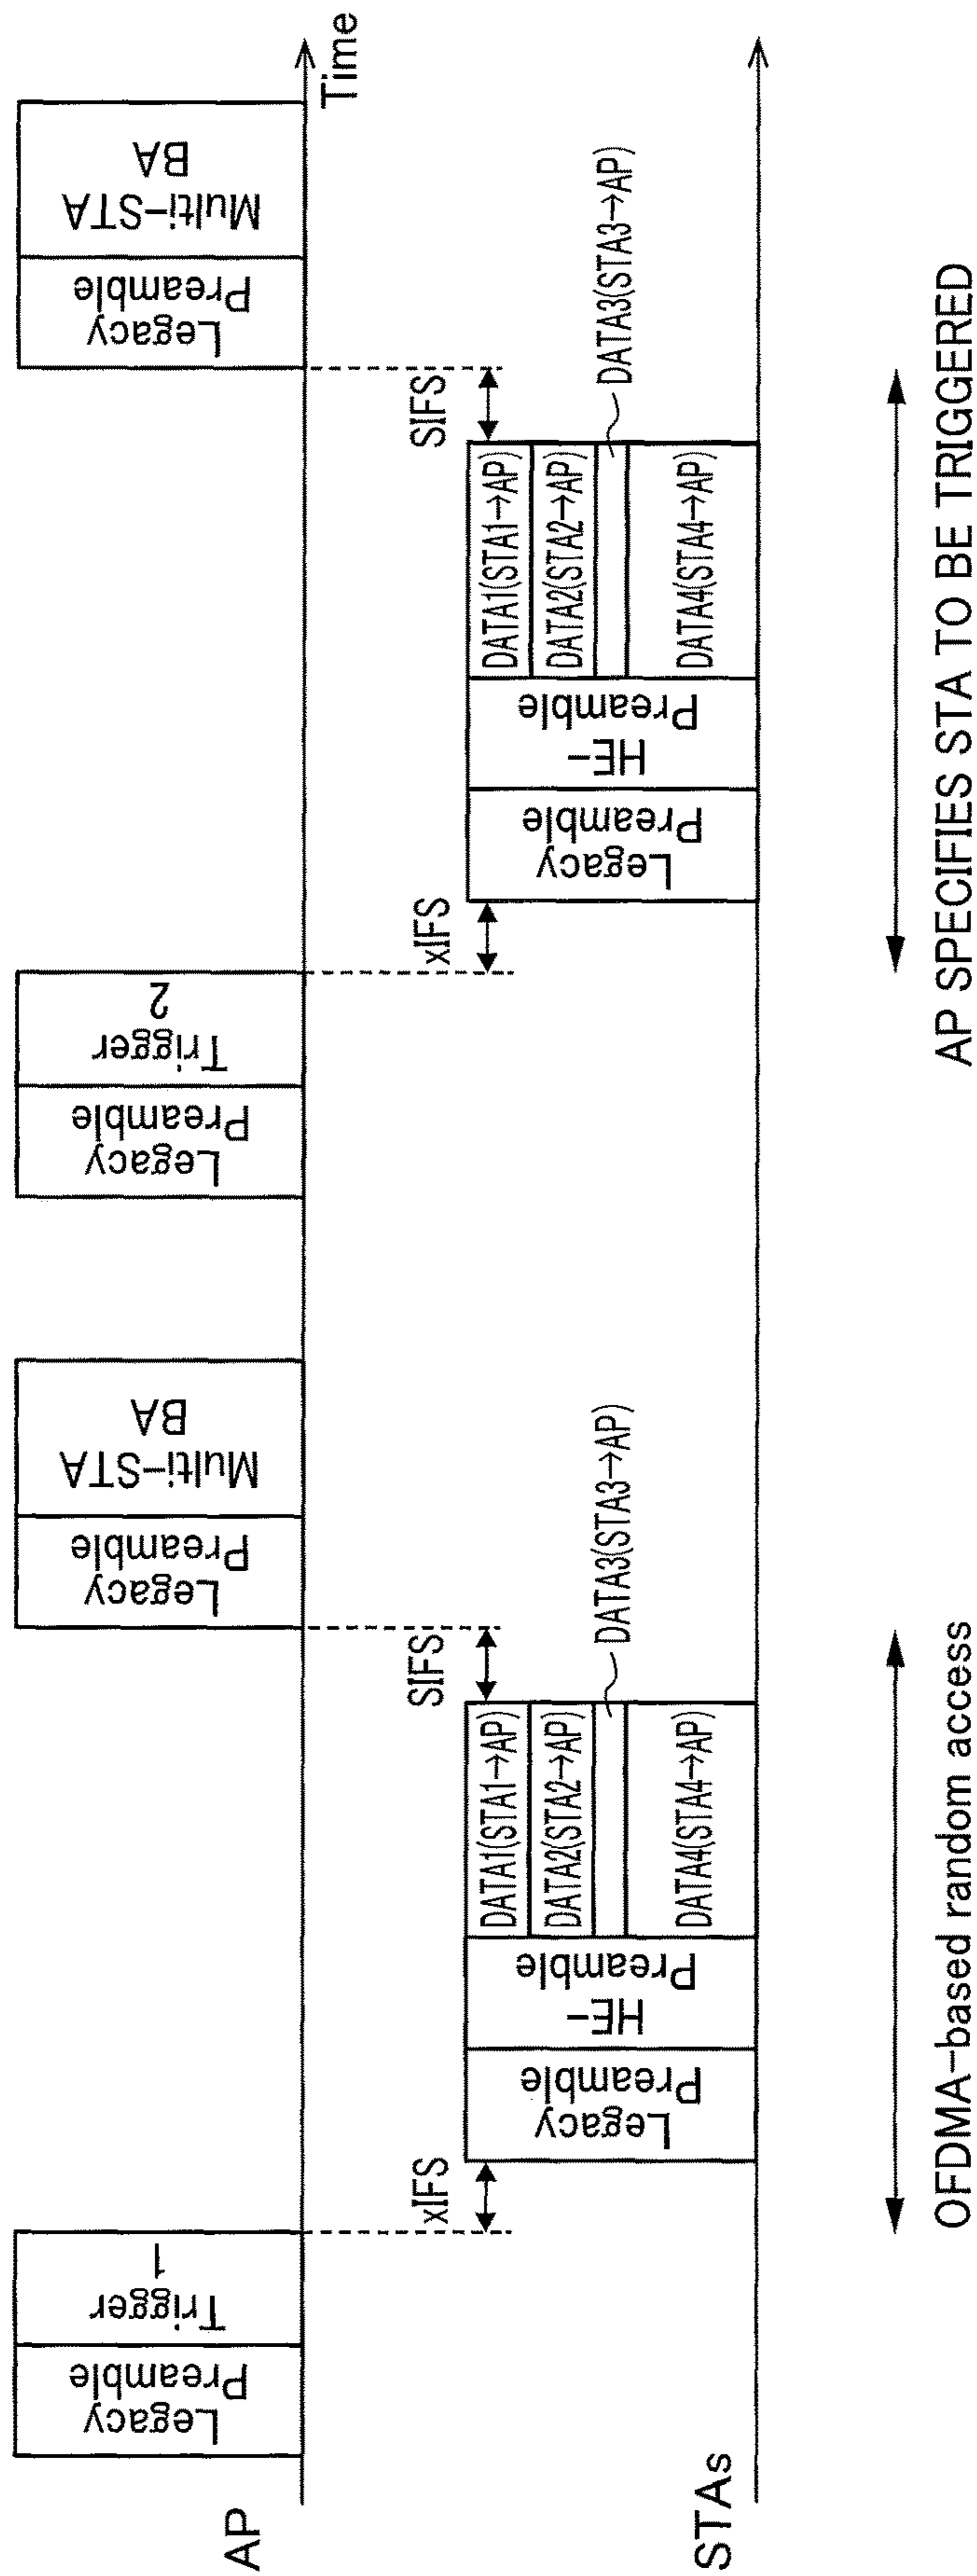 AP
Legacy
Preamble
Trigger
1
Legacy
Preamble
Multi-STA
BA
Legacy
Preamble
Trigger
2
Legacy
Preamble
Multi-STA
BA
Time
xIFS
SIFS
xIFS
SIFS
STAs
Legacy
Preamble
HE-
Preamble
DATA1(STA1→AP)
DATA2(STA2→AP)
DATA3(STA3→AP)
DATA4(STA4→AP)
Legacy
Preamble
HE-
Preamble
DATA1(STA1→AP)
DATA2(STA2→AP)
DATA3(STA3→AP)
DATA4(STA4→AP)
OFDMA-based random access
AP SPECIFIES STA TO BE TRIGGERED